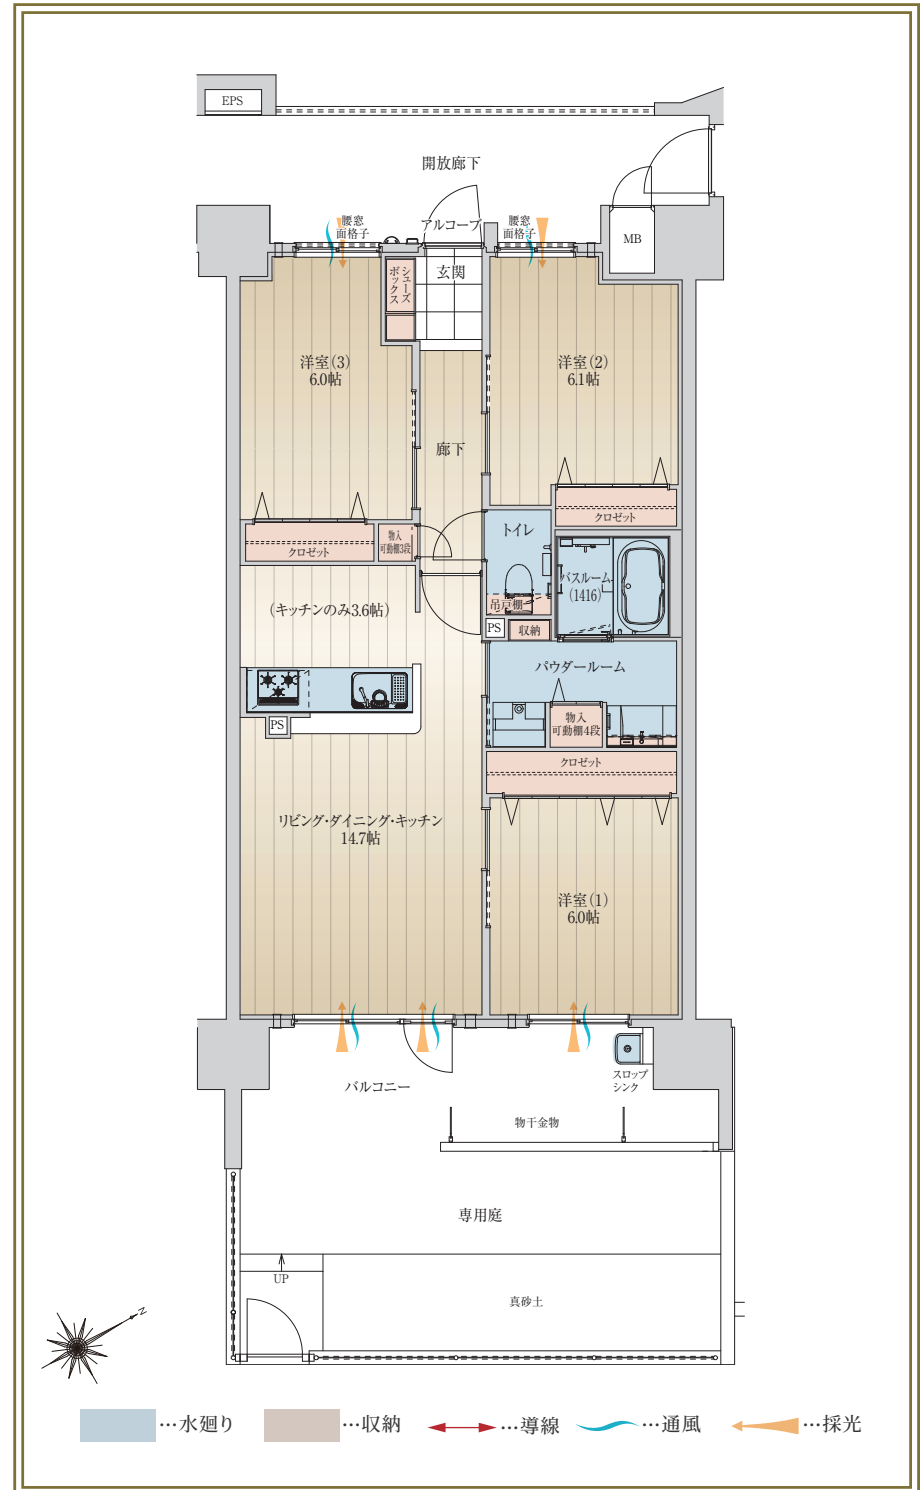 EPS
開放廊下
腰窓
面格子
アルコーブ
腰窓
面格子
MB
シューズ
ボックス
玄関
洋室(3)
6.0帖
洋室(2)
6.1帖
廊下
クロゼット
物入
可動棚3段
クロゼット
トイレ
バスルーム
(1416)
吊戸棚
(キッチンのみ3.6帖)
PS
収納
パウダールーム
PS
物入
可動棚4段
クロゼット
リビング・ダイニング・キッチン
14.7帖
洋室(1)
6.0帖
バルコニー
スロップ
シンク
物干金物
専用庭
UP
真砂土
N
…水廻り
…収納
…導線
…通風
…採光